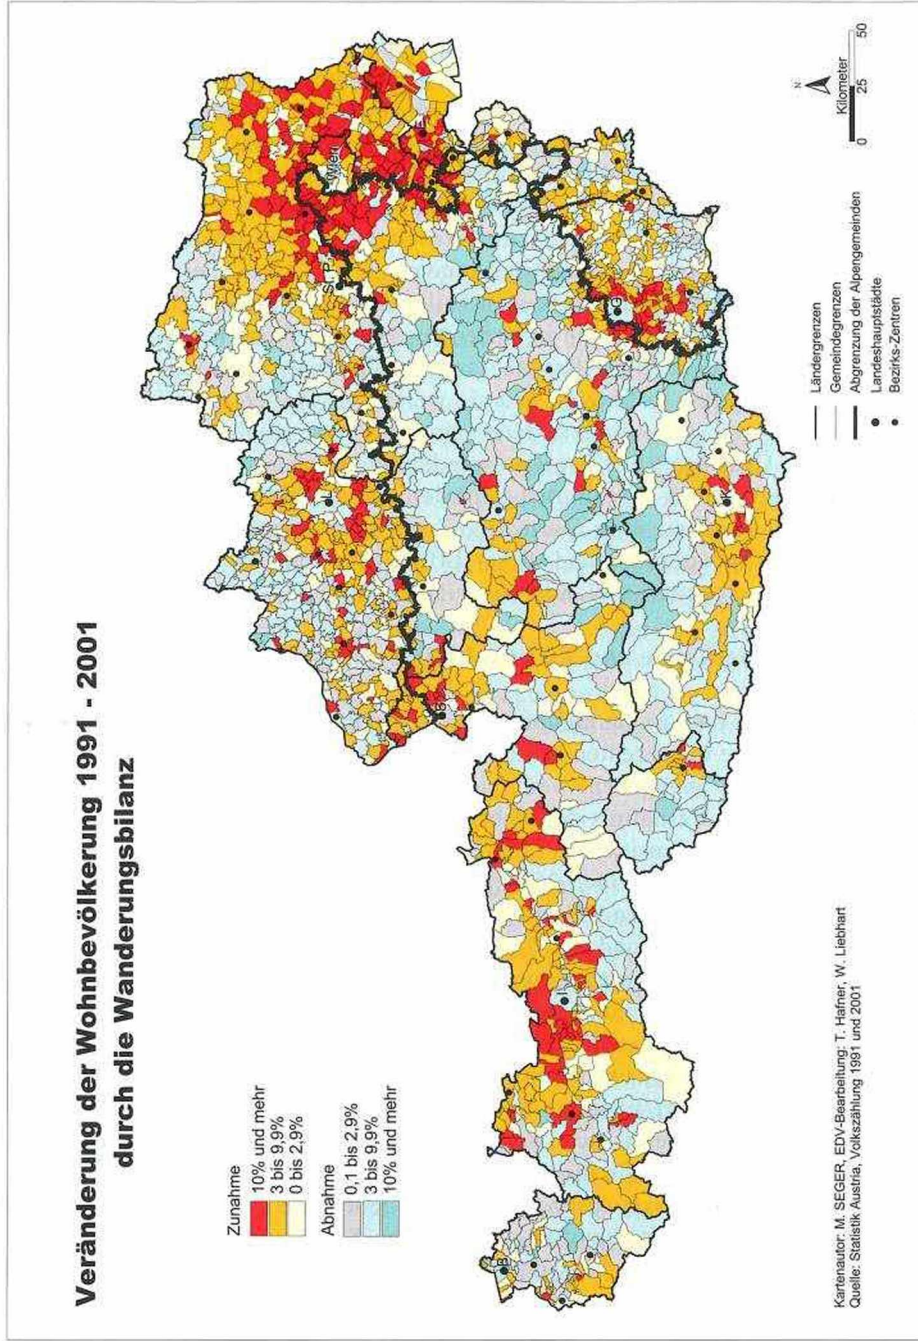 Veränderung der Wohnbevölkerung 1991 - 2001
durch die Wanderungsbilanz
Zunahme
10% und mehr
3 bis 9,9%
0 bis 2,9%
Abnahme
0,1 bis 2,9%
3 bis 9,9%
10% und mehr
Wien
St.P.
L
S
E
G
K
I
B
Ländergrenzen
Gemeindegrenzen
Abgrenzung der Alpengemeinden
Landeshauptstädte
Bezirks-Zentren
N
Kilometer
0 25 50
Kartenautor: M. SEGER, EDV-Bearbeitung: T. Hafner, W. Liebhart
Quelle: Statistik Austria, Volkszählung 1991 und 2001